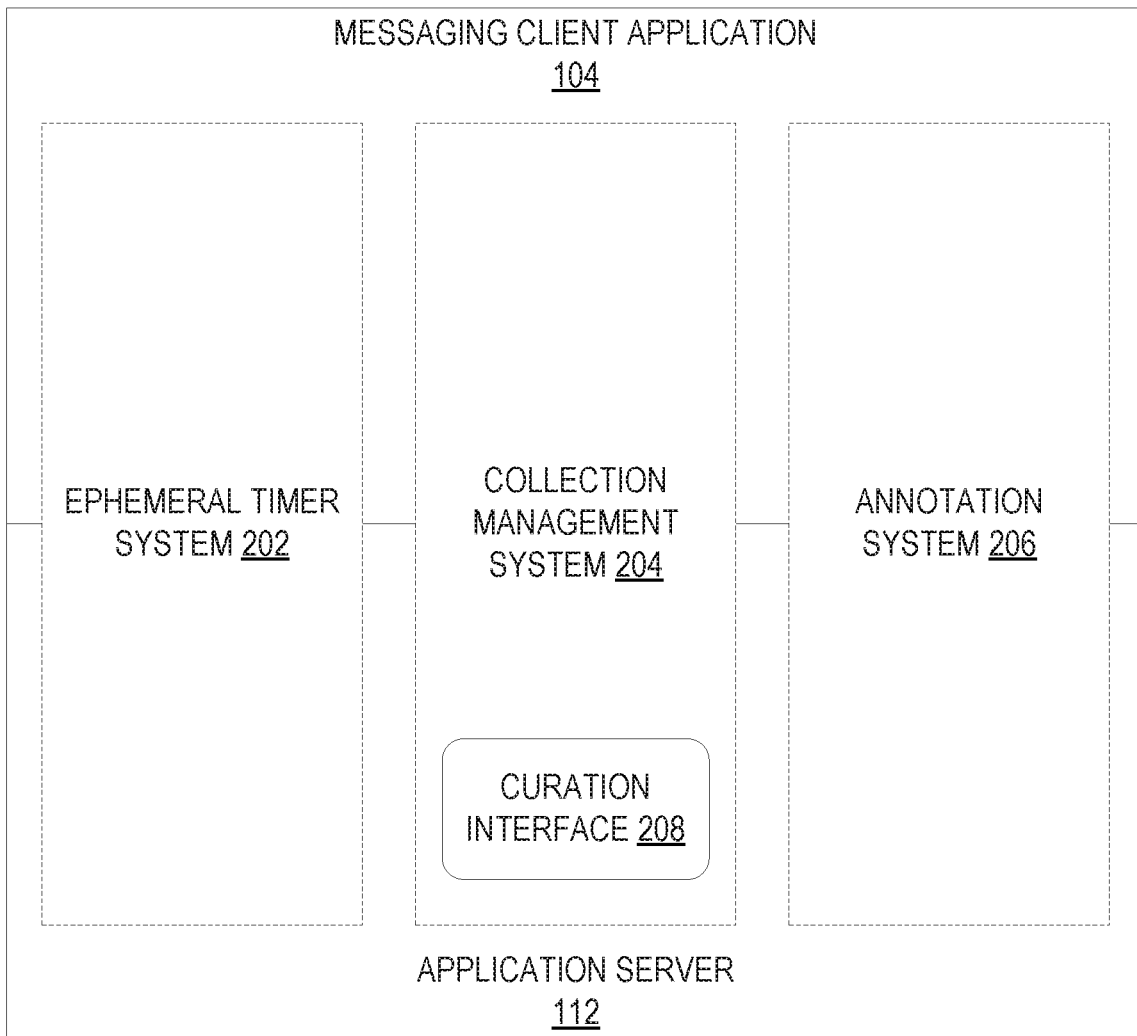 MESSAGING CLIENT APPLICATION
104
EPHEMERAL TIMER
SYSTEM 202
COLLECTION
MANAGEMENT
SYSTEM 204
ANNOTATION
SYSTEM 206
CURATION
INTERFACE 208
APPLICATION SERVER
112